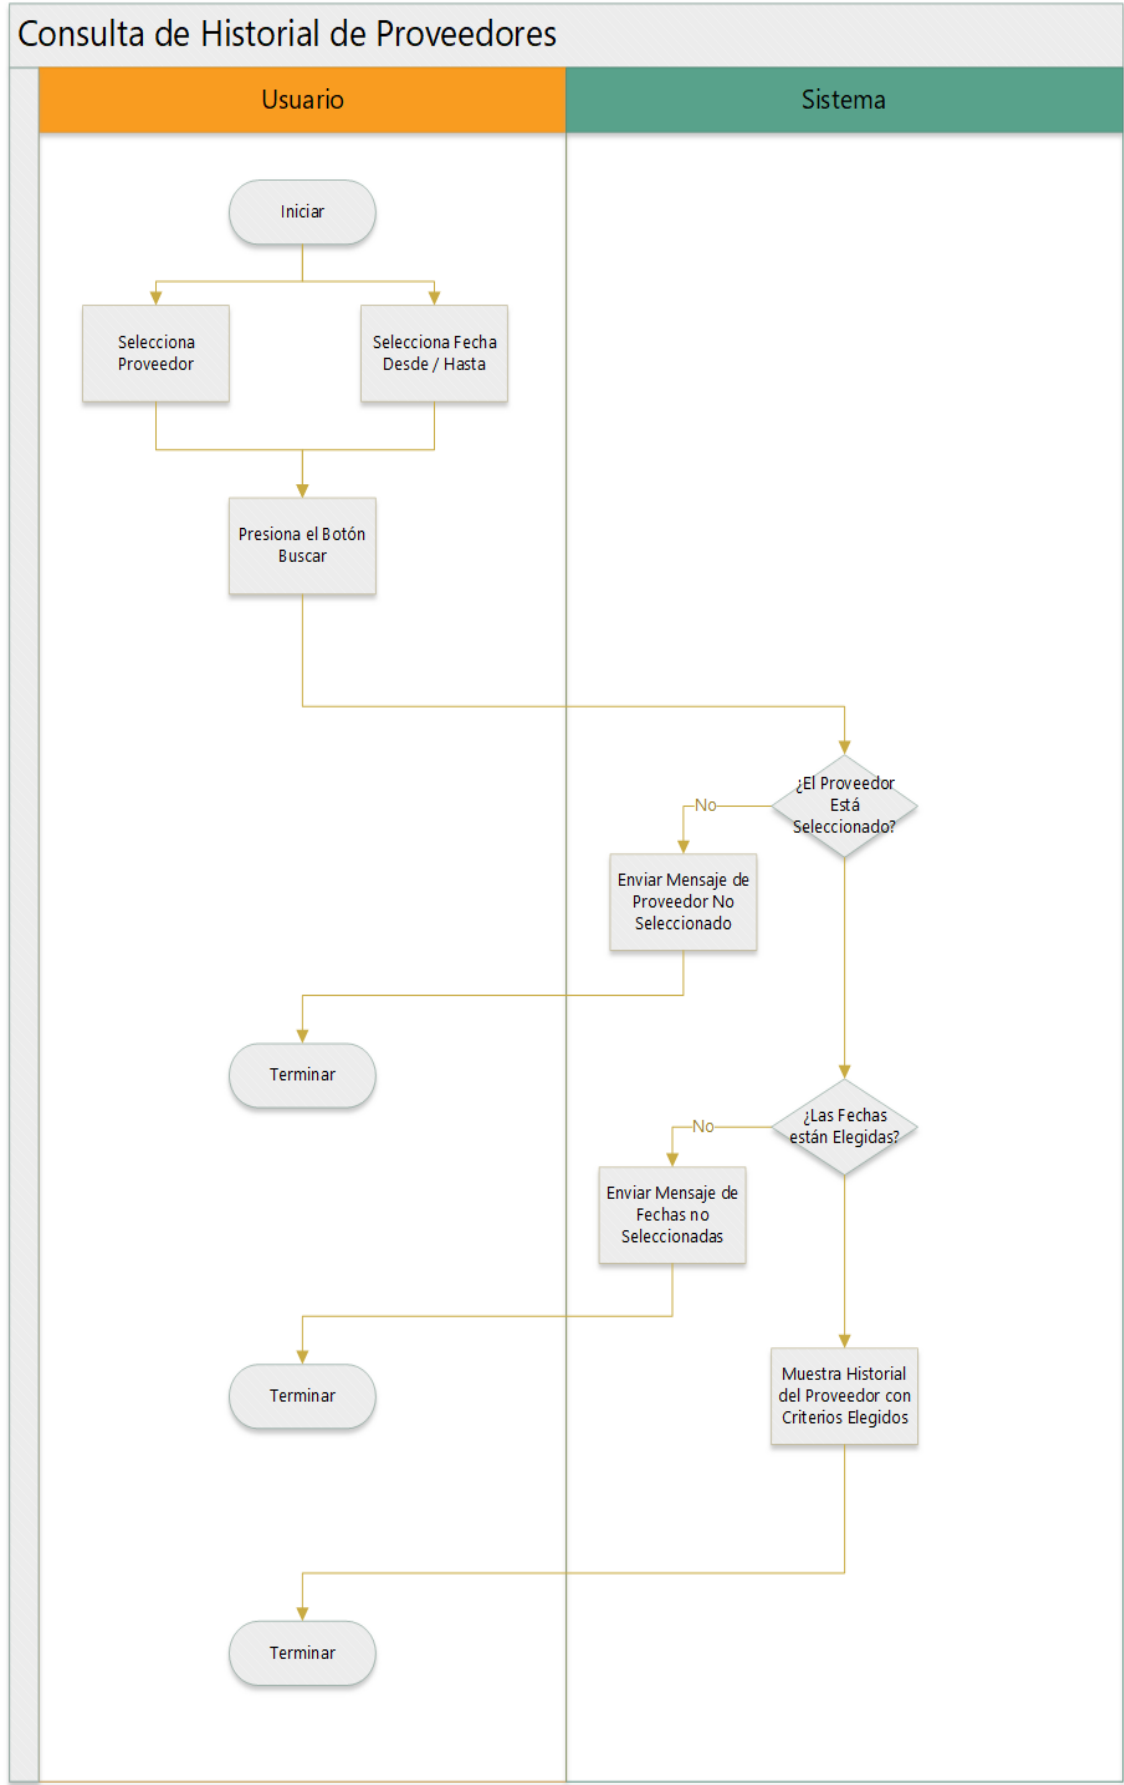 Consulta de Historial de Proveedores
Usuario
Sistema
Iniciar
Selecciona
Proveedor
Selecciona Fecha
Desde / Hasta
Presiona el Botón
Buscar
¿El Proveedor
Está
Seleccionado?
No
Enviar Mensaje de
Proveedor No
Seleccionado
Terminar
¿Las Fechas
están Elegidas?
No
Enviar Mensaje de
Fechas no
Seleccionadas
Terminar
Muestra Historial
del Proveedor con
Criterios Elegidos
Terminar